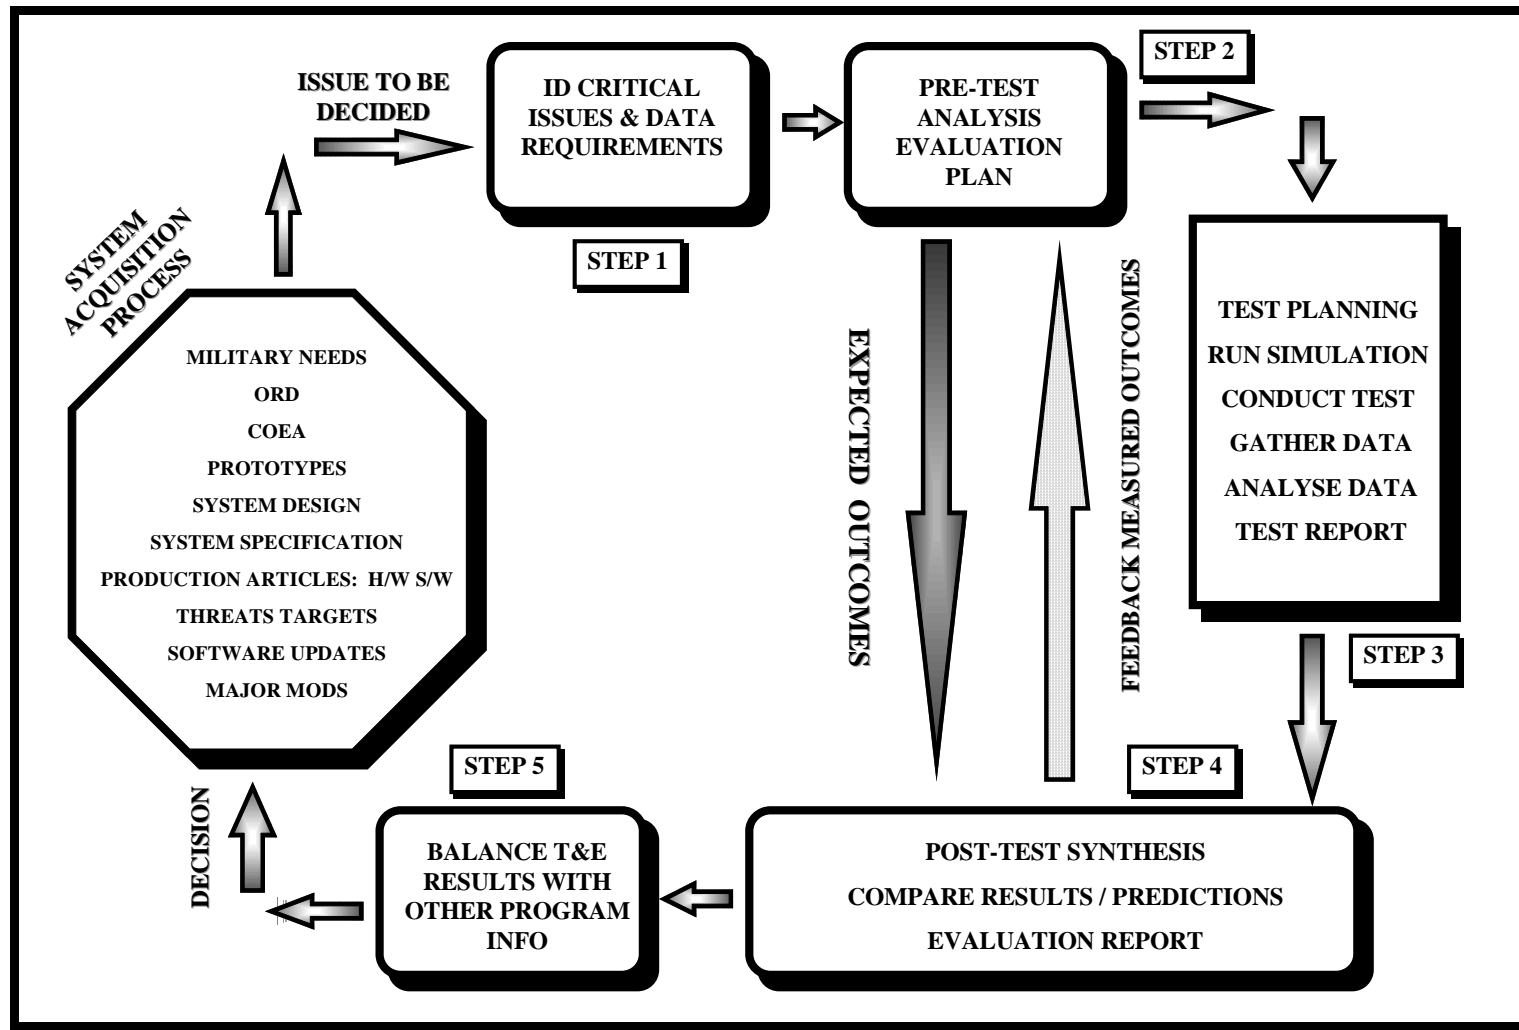 ISSUE TO BE
DECIDED
ID CRITICAL
ISSUES & DATA
REQUIREMENTS
STEP 1
PRE-TEST
ANALYSIS
EVALUATION
PLAN
STEP 2
TEST PLANNING
RUN SIMULATION
CONDUCT TEST
GATHER DATA
ANALYSE DATA
TEST REPORT
STEP 3
EXPECTED OUTCOMES
FEEDBACK MEASURED OUTCOMES
STEP 4
POST-TEST SYNTHESIS
COMPARE RESULTS / PREDICTIONS
EVALUATION REPORT
STEP 5
BALANCE T&E
RESULTS WITH
OTHER PROGRAM
INFO
DECISION
SYSTEM
ACQUISITION
PROCESS
MILITARY NEEDS
ORD
COEA
PROTOTYPES
SYSTEM DESIGN
SYSTEM SPECIFICATION
PRODUCTION ARTICLES: H/W S/W
THREATS TARGETS
SOFTWARE UPDATES
MAJOR MODS